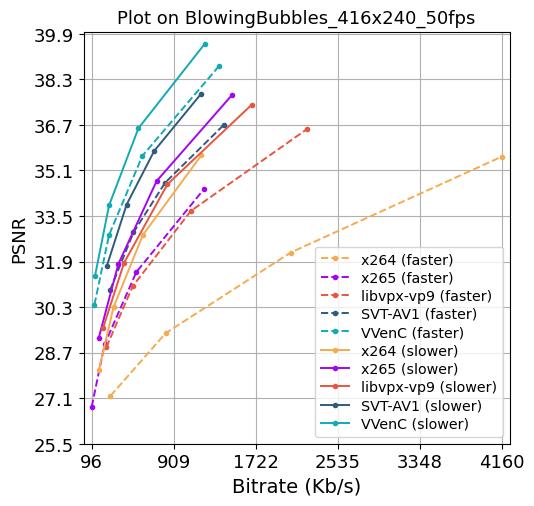 Plot on BlowingBubbles_416x240_50fps
39.9
38.3
36.7
35.1
33.5
31.9
30.3
28.7
27.1
25.5
PSNR
x264 (faster)
x265 (faster)
libvpx-vp9 (faster)
SVT-AV1 (faster)
VVenC (faster)
x264 (slower)
x265 (slower)
libvpx-vp9 (slower)
SVT-AV1 (slower)
VVenC (slower)
96 909 1722 2535 3348 4160
Bitrate (Kb/s)